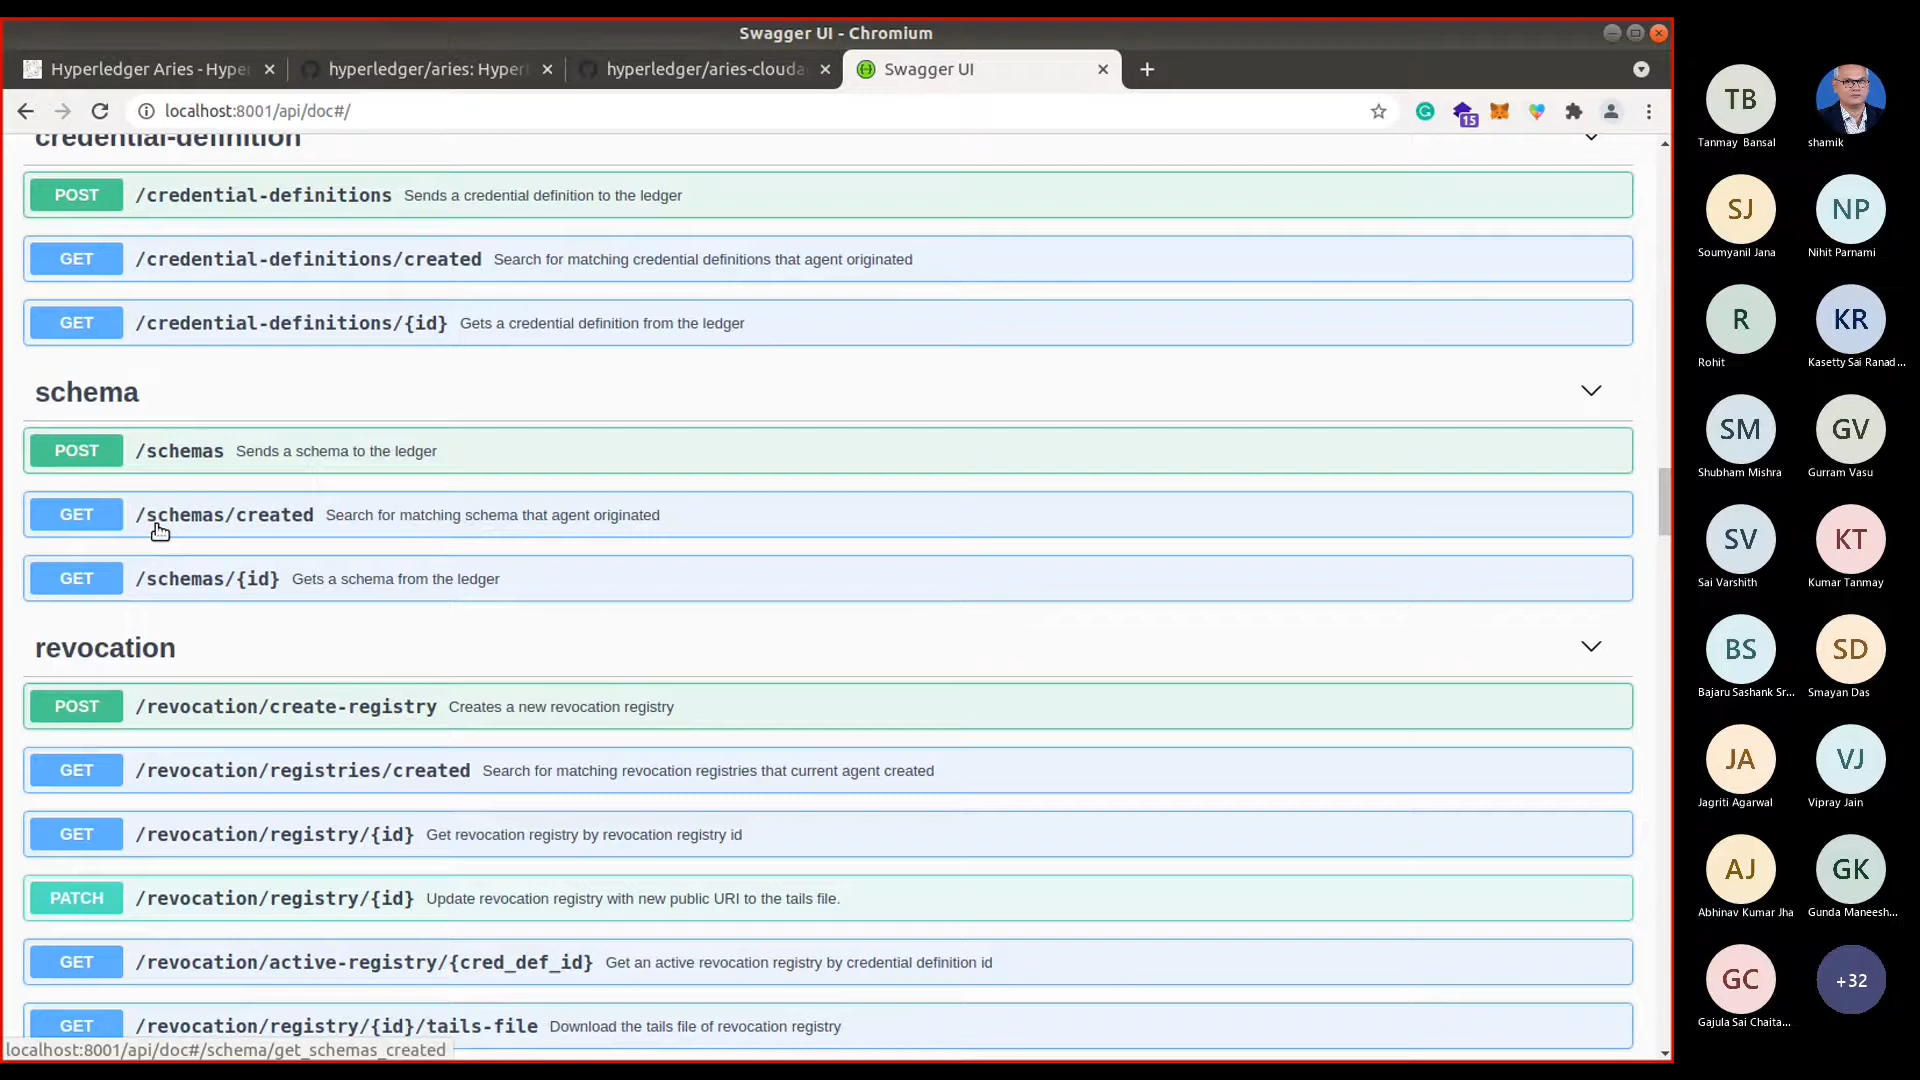 Swagger UI - Chromium
Hyperledger Aries - Hyper
hyperledger/aries: Hyperl
hyperledger/aries-clouda
Swagger UI
localhost:8001/api/doc#/
15
credential-definition
POST /credential-definitions Sends a credential definition to the ledger
GET /credential-definitions/created Search for matching credential definitions that agent originated
GET /credential-definitions/{id} Gets a credential definition from the ledger
schema
POST /schemas Sends a schema to the ledger
GET /schemas/created Search for matching schema that agent originated
GET /schemas/{id} Gets a schema from the ledger
revocation
POST /revocation/create-registry Creates a new revocation registry
GET /revocation/registries/created Search for matching revocation registries that current agent created
GET /revocation/registry/{id} Get revocation registry by revocation registry id
PATCH /revocation/registry/{id} Update revocation registry with new public URI to the tails file.
GET /revocation/active-registry/{cred_def_id} Get an active revocation registry by credential definition id
GET /revocation/registry/{id}/tails-file Download the tails file of revocation registry
localhost:8001/api/doc#/schema/get_schemas_created
TB
Tanmay Bansal
shamik
SJ
Soumyanil Jana
NP
Nihit Parnami
R
Rohit
KR
Kasetty Sai Ranad...
SM
Shubham Mishra
GV
Gurram Vasu
SV
Sai Varshith
KT
Kumar Tanmay
BS
Bajaru Sashank Sr...
SD
Smayan Das
JA
Jagriti Agarwal
VJ
Vipray Jain
AJ
Abhinav Kumar Jha
GK
Gunda Maneesh...
GC
Gajula Sai Chaita...
+32